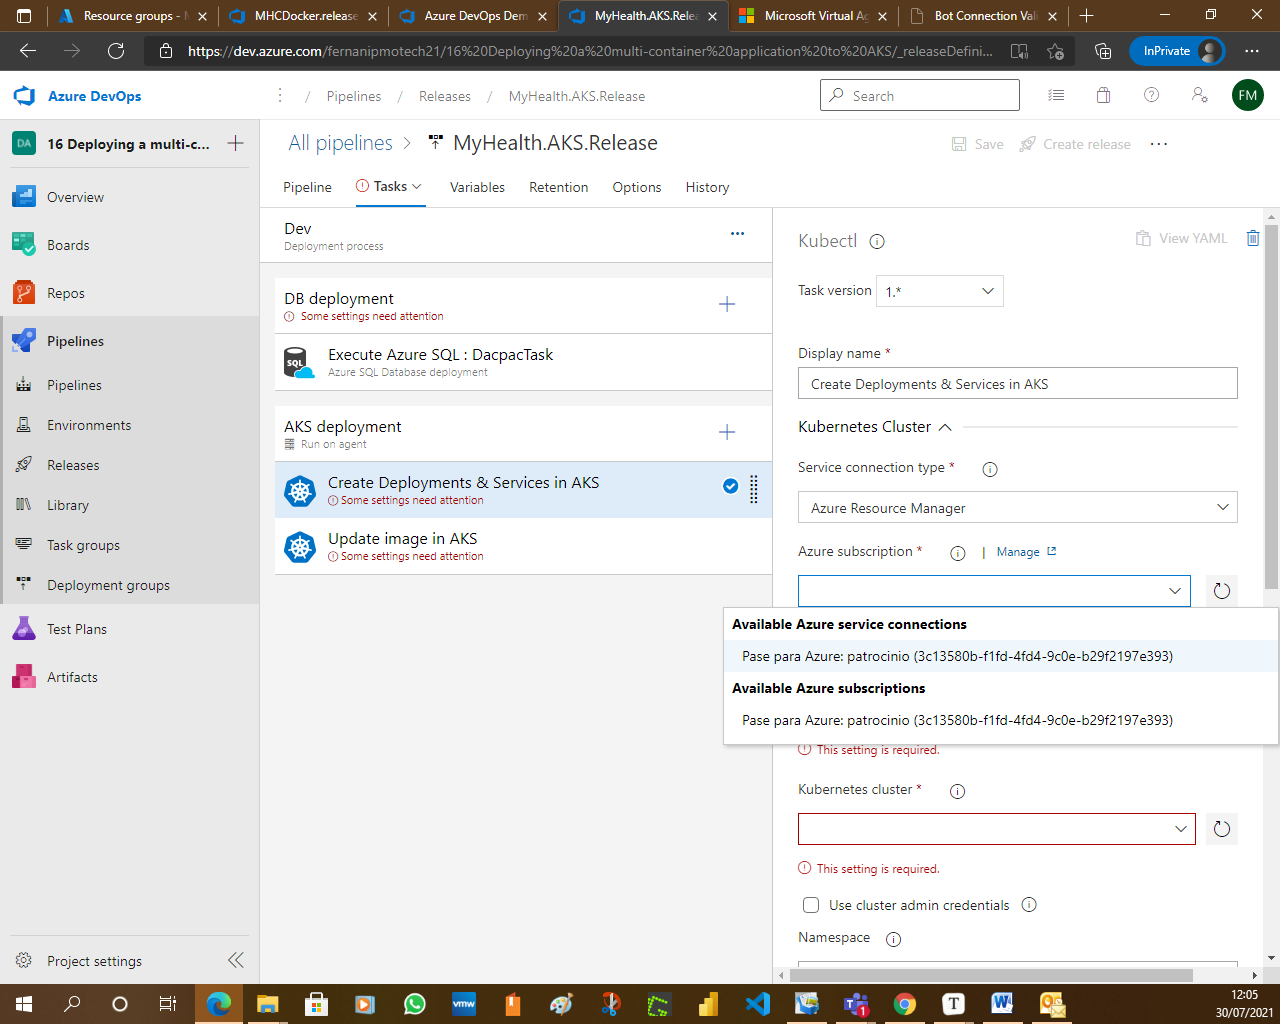 Resource groups - M
MHCDocker.release
Azure DevOps Dem
MyHealth.AKS.Relea
Microsoft Virtual Ag
Bot Connection Vali
https://dev.azure.com/fernanipmotech21/16%20Deploying%20a%20multi-container%20application%20to%20AKS/_releaseDefini...
InPrivate
Azure DevOps
/ Pipelines / Releases / MyHealth.AKS.Release
Search
FM
DA
16 Deploying a multi-c...
Overview
Boards
Repos
Pipelines
Pipelines
Environments
Releases
Library
Task groups
Deployment groups
Test Plans
Artifacts
Project settings
All pipelines > MyHealth.AKS.Release
Save
Create release
Pipeline
Tasks
Variables
Retention
Options
History
Dev
Deployment process
DB deployment
Some settings need attention
SQL
Execute Azure SQL : DacpacTask
Azure SQL Database deployment
AKS deployment
Run on agent
Create Deployments & Services in AKS
Some settings need attention
Update image in AKS
Some settings need attention
Kubectl
View YAML
Task version
1.*
Display name *
Create Deployments & Services in AKS
Kubernetes Cluster
Service connection type *
Azure Resource Manager
Azure subscription *
| Manage
Available Azure service connections
Pase para Azure: patrocinio (3c13580b-f1fd-4fd4-9c0e-b29f2197e393)
Available Azure subscriptions
Pase para Azure: patrocinio (3c13580b-f1fd-4fd4-9c0e-b29f2197e393)
This setting is required.
Kubernetes cluster *
This setting is required.
Use cluster admin credentials
Namespace
vmw
1
T
W
12:05
30/07/2021